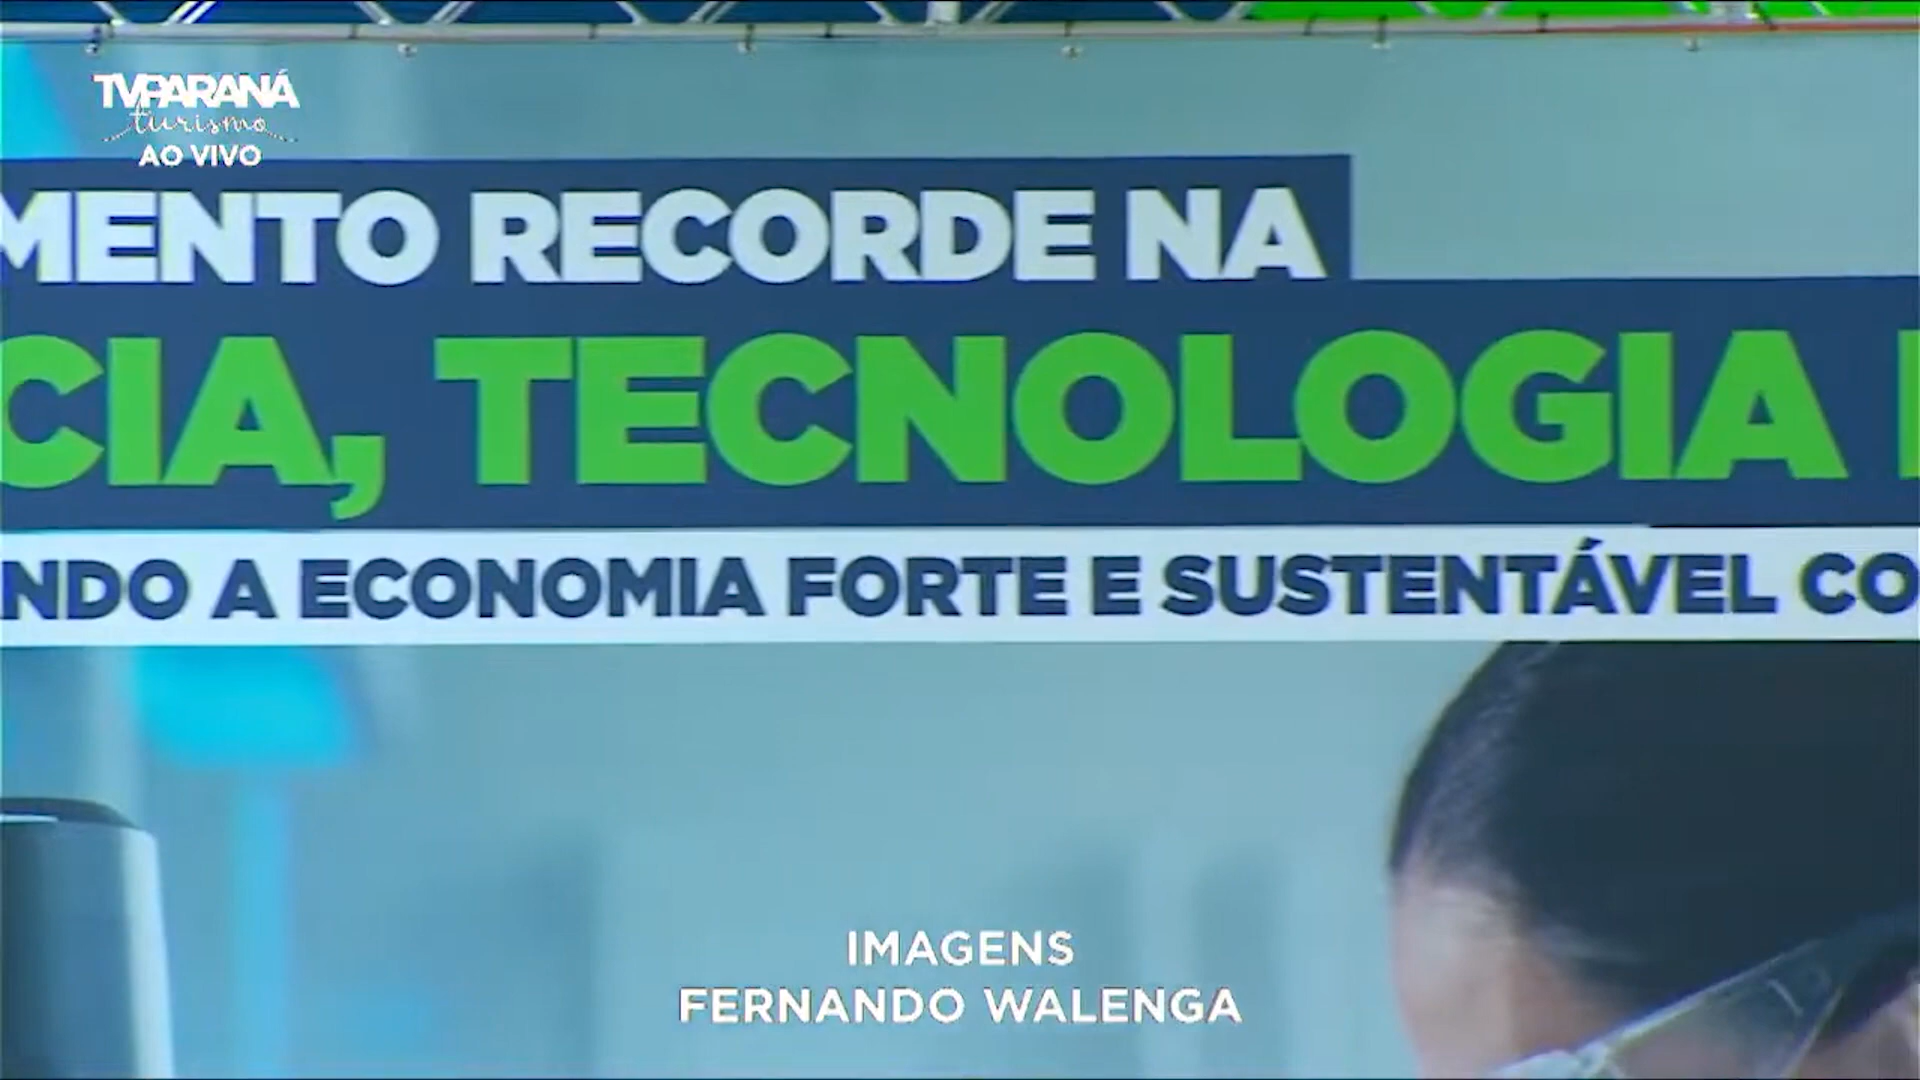 TVPARANÁ
turismo
AO VIVO
MENTO RECORDE NA
CIA, TECNOLOGIA
NDO A ECONOMIA FORTE E SUSTENTÁVEL CO
IMAGENS
FERNANDO WALENGA